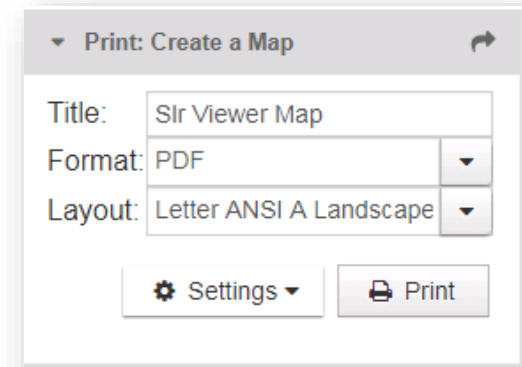 Print: Create a Map
Title: Slr Viewer Map
Format: PDF
Layout: Letter ANSI A Landscape
Settings Print